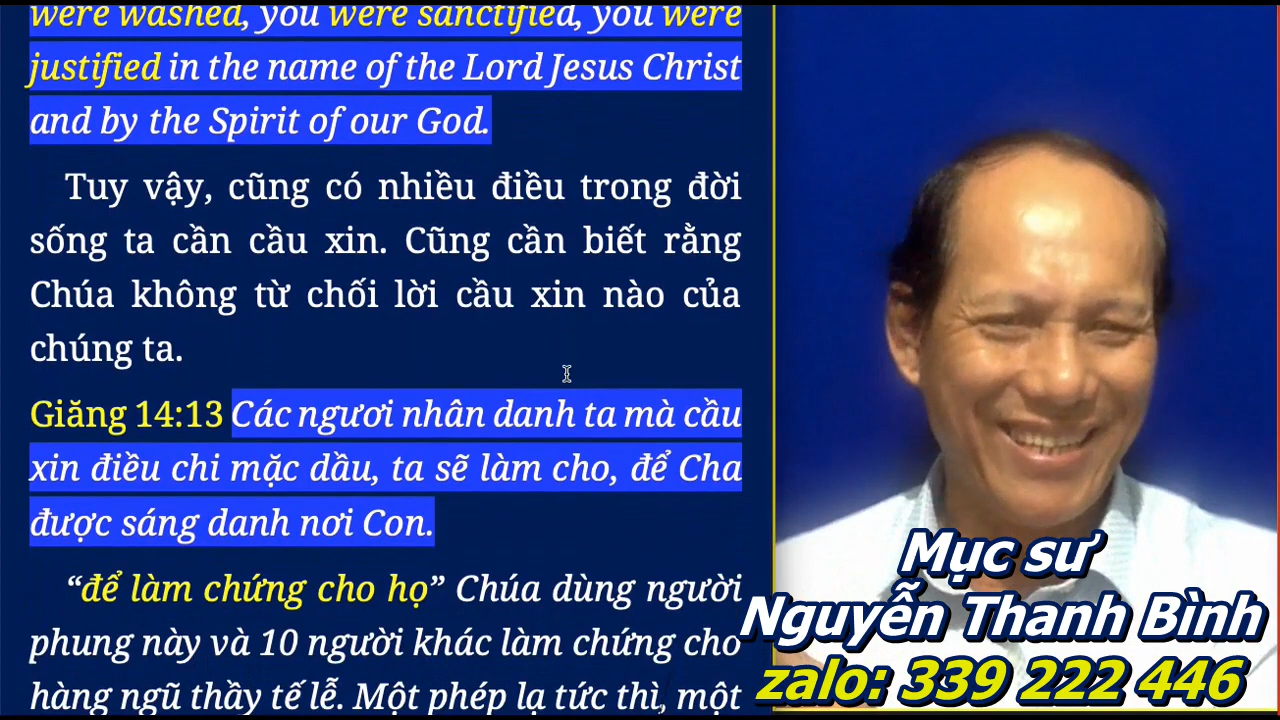 were washed, you were sanctified, you were
justified in the name of the Lord Jesus Christ
and by the Spirit of our God.
Tuy vậy, cũng có nhiều điều trong đời
sống ta cần cầu xin. Cũng cần biết rằng
Chúa không từ chối lời cầu xin nào của
chúng ta.
Giăng 14:13 Các ngươi nhân danh ta mà cầu
xin điều chi mặc dầu, ta sẽ làm cho, để Cha
được sáng danh nơi Con.
“để làm chứng cho họ” Chúa dùng người
phung này và 10 người khác làm chứng cho
hàng ngũ thầy tế lễ. Một phép lạ tức thì, một
Mục sư
Nguyễn Thanh Bình
zalo: 339 222 446